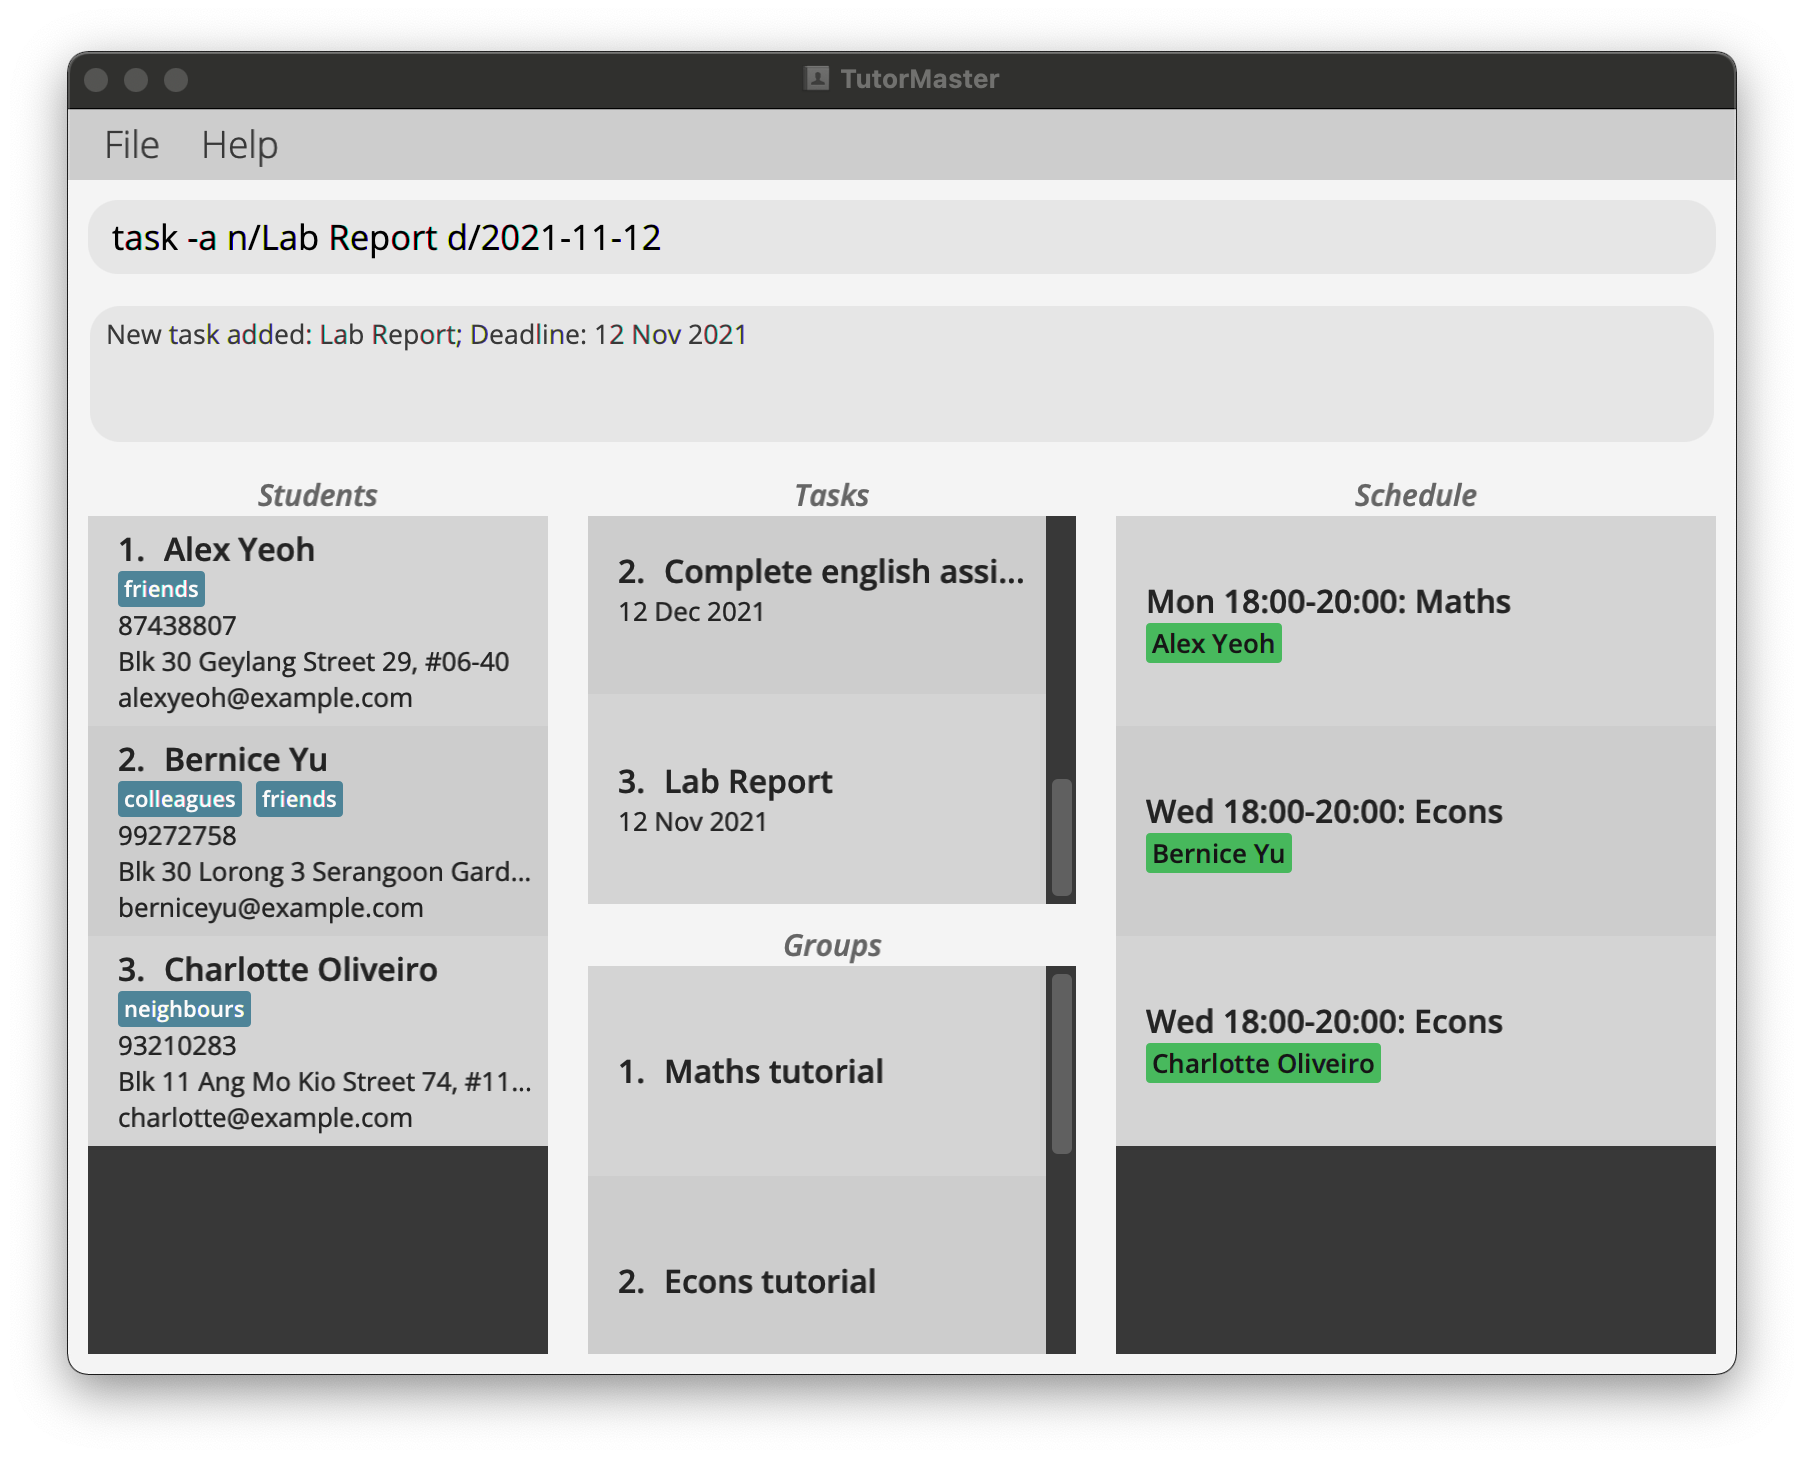 TutorMaster
File Help
task -a n/Lab Report d/2021-11-12
New task added: Lab Report; Deadline: 12 Nov 2021
Students
1. Alex Yeoh
friends
87438807
Blk 30 Geylang Street 29, #06-40
alexyeoh@example.com
2. Bernice Yu
colleagues friends
99272758
Blk 30 Lorong 3 Serangoon Gard...
berniceyu@example.com
3. Charlotte Oliveiro
neighbours
93210283
Blk 11 Ang Mo Kio Street 74, #11...
charlotte@example.com
Tasks
2. Complete english assi...
12 Dec 2021
3. Lab Report
12 Nov 2021
Groups
1. Maths tutorial
2. Econs tutorial
Schedule
Mon 18:00-20:00: Maths
Alex Yeoh
Wed 18:00-20:00: Econs
Bernice Yu
Wed 18:00-20:00: Econs
Charlotte Oliveiro